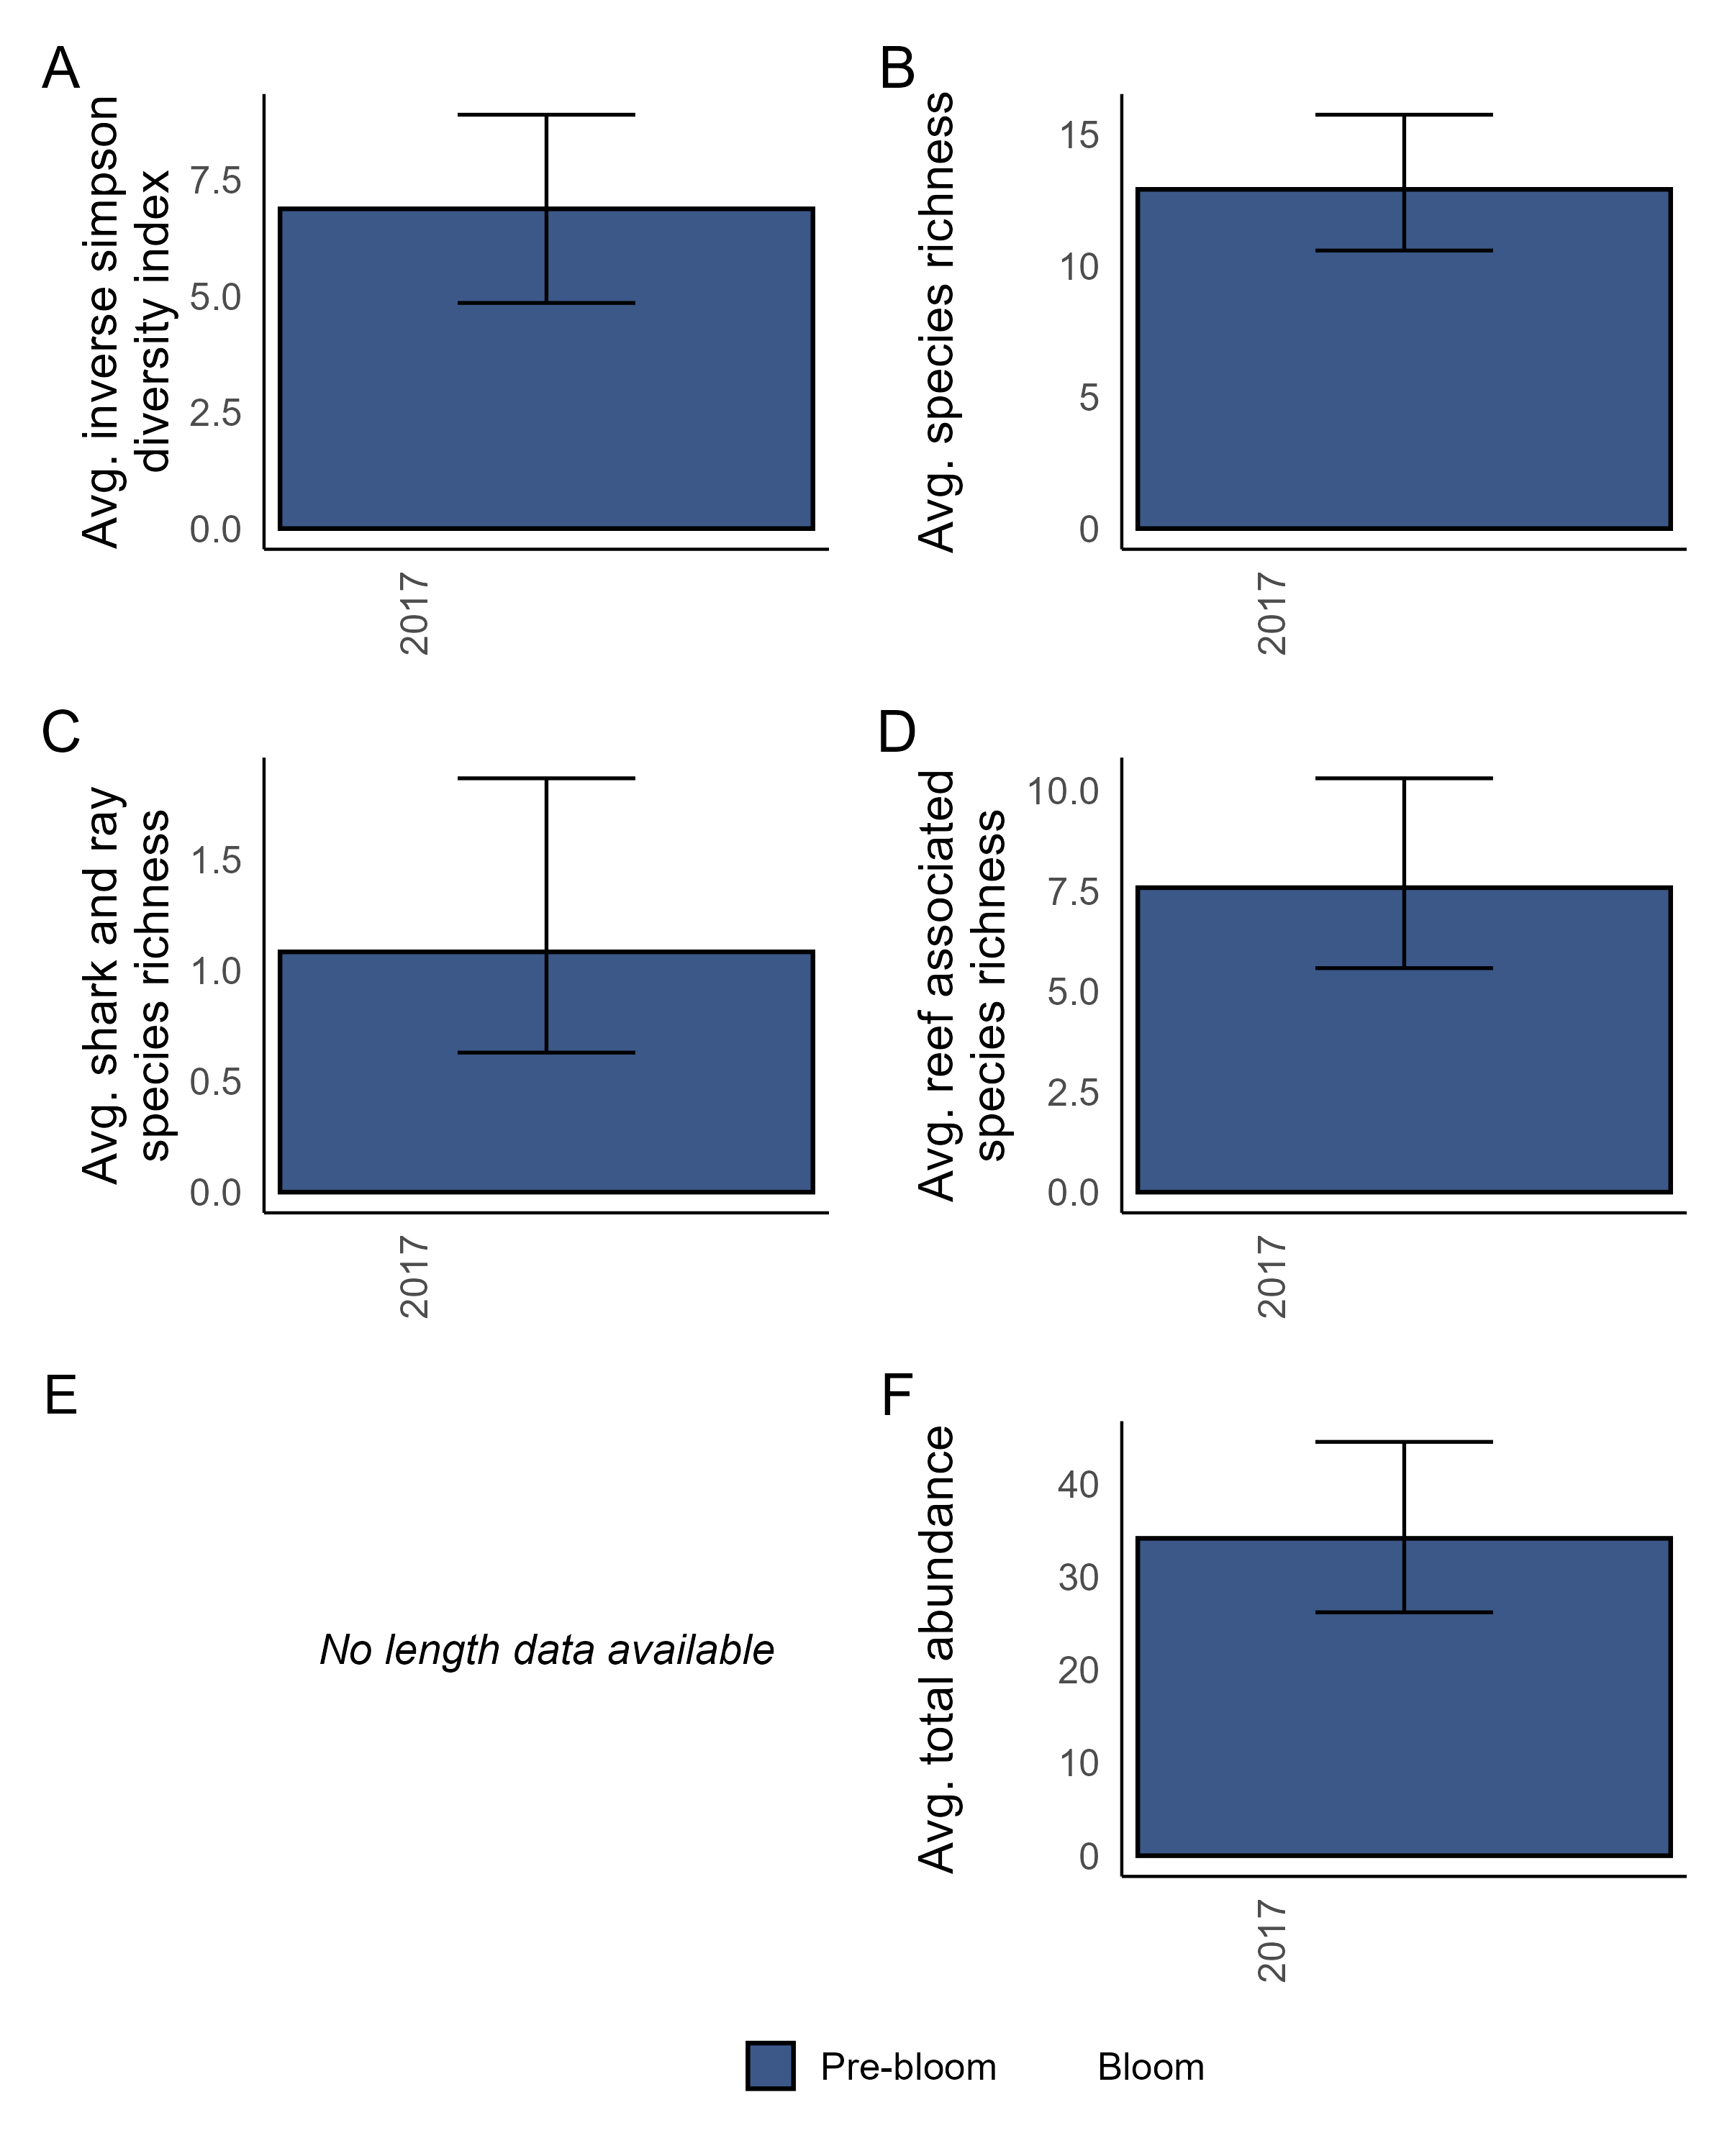 A
Avg. inverse simpson
diversity index
7.5
5.0
2.5
0.0
2017
B
Avg. species richness
15
10
5
0
2017
C
Avg. shark and ray
species richness
1.5
1.0
0.5
0.0
2017
D
Avg. reef associated
species richness
10.0
7.5
5.0
2.5
0.0
2017
E
No length data available
F
Avg. total abundance
40
30
20
10
0
2017
Pre-bloom
Bloom